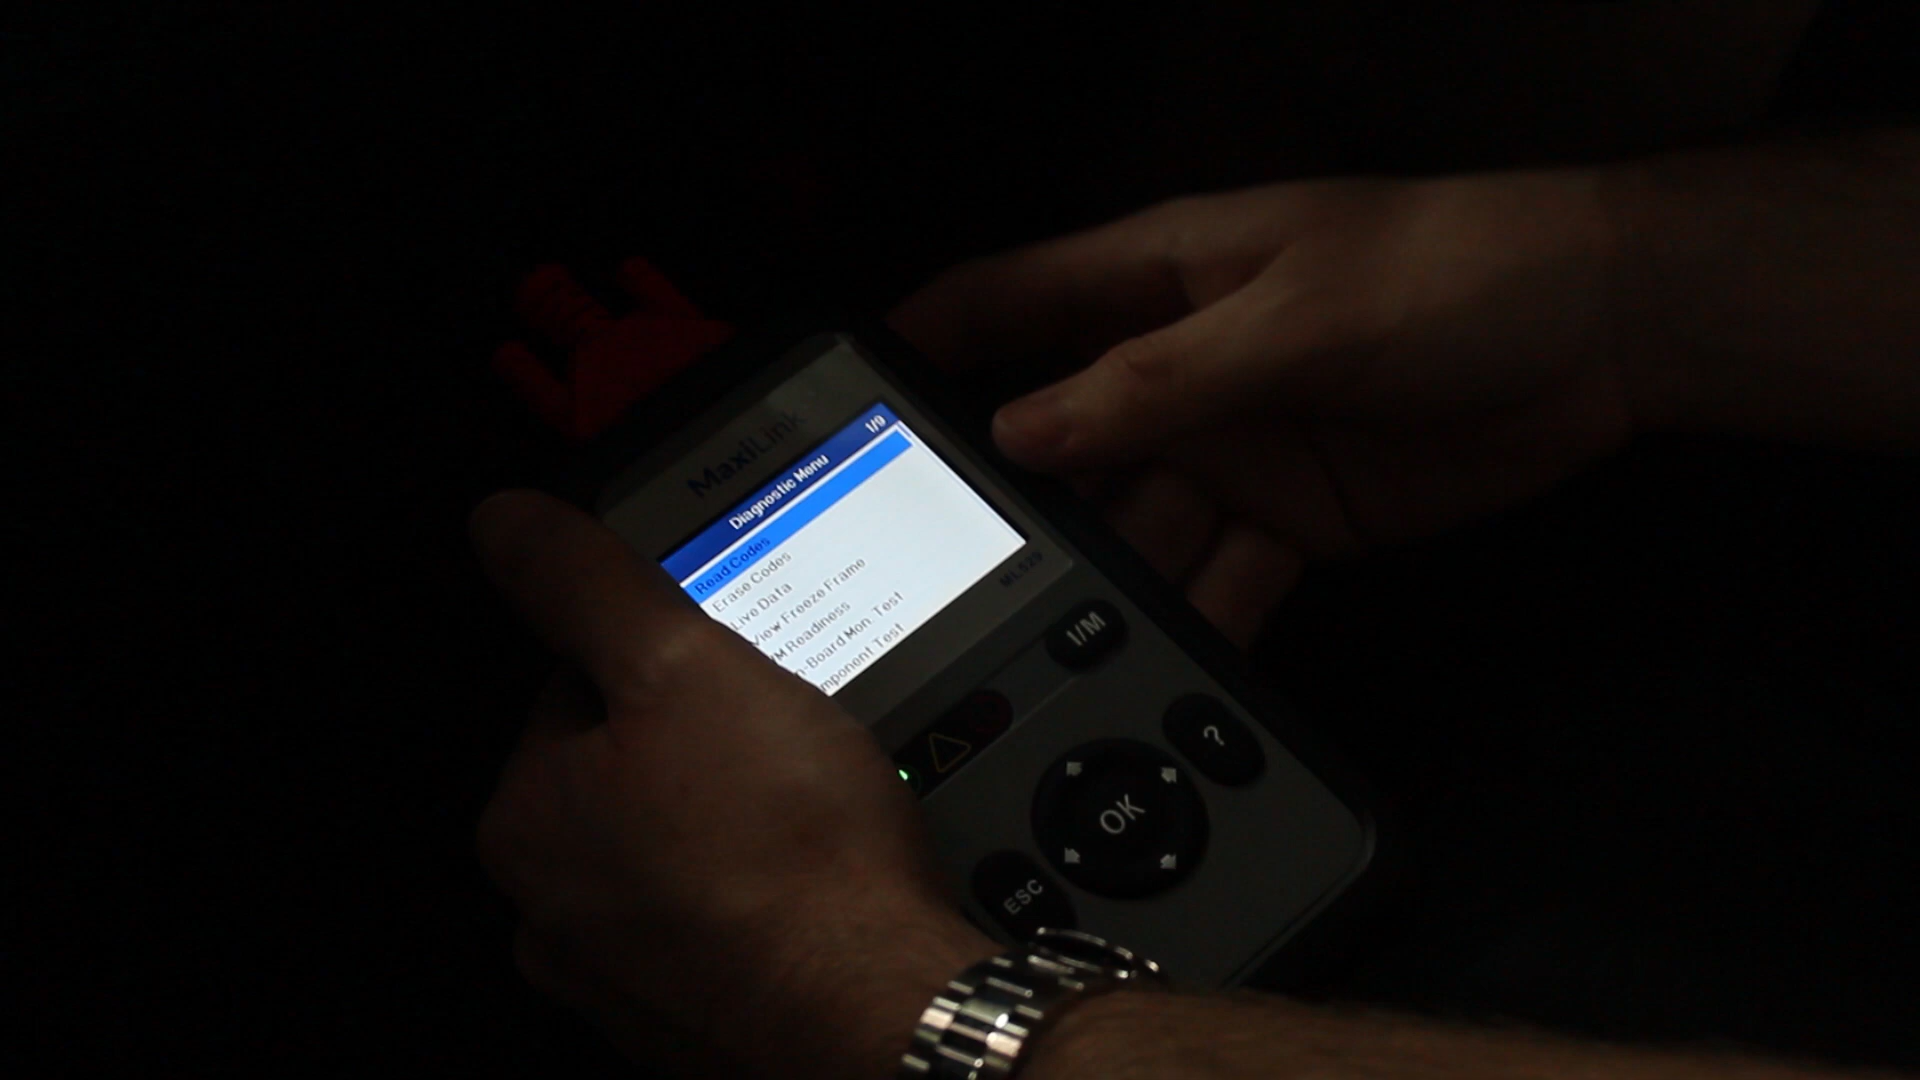 MaxiLink
Diagnostic Menu 1/9
Read Codes
Erase Codes
Live Data
View Freeze Frame
/M Readiness
n-Board Mon. Test
mponent Test
ML529
I/M
?
OK
ESC